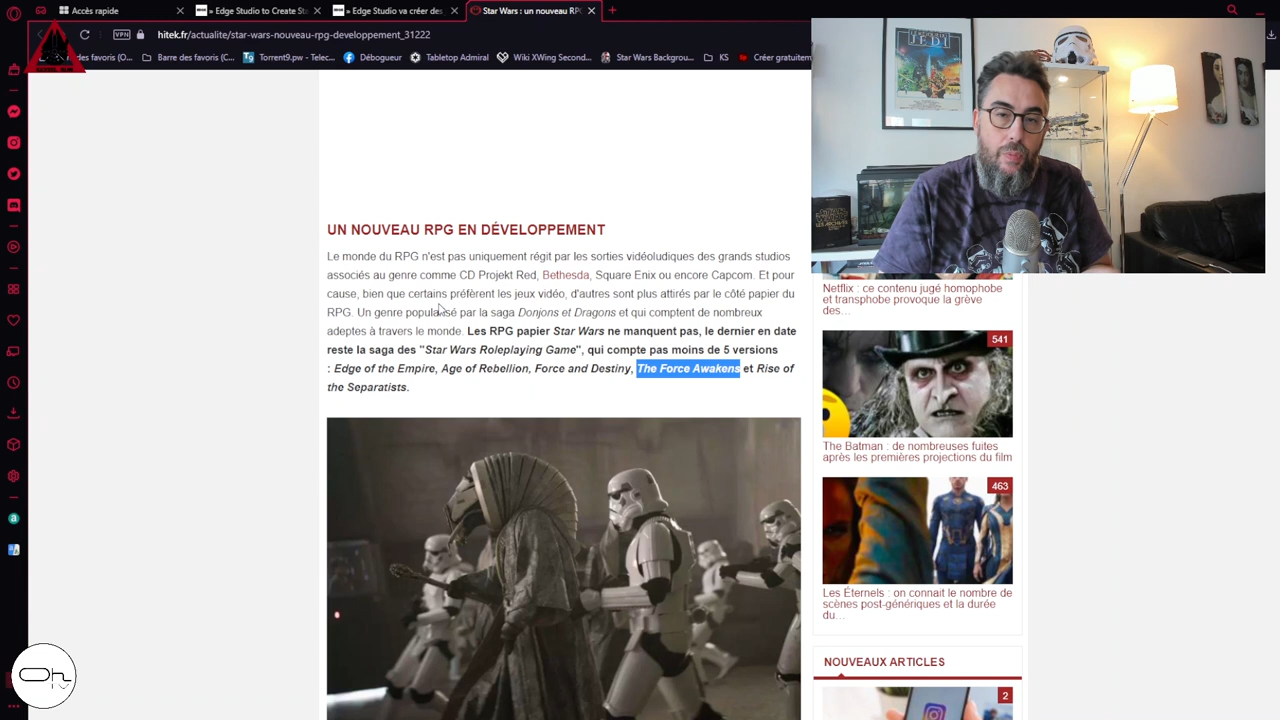 Accès rapide
= Edge Studio to Create Sta
= Edge Studio va créer des
Star Wars : un nouveau RPG
VPN
hitek.fr/actualite/star-wars-nouveau-rpg-developpement_31222
des favoris (O...
Barre des favoris (O...
Torrent9.pw - Telec...
Débogueur
Tabletop Admiral
Wiki XWing Second...
Star Wars Backgrou...
KS
Créer gratuitemen
JEDI
UN NOUVEAU RPG EN DÉVELOPPEMENT
Le monde du RPG n'est pas uniquement régit par les sorties vidéoludiques des grands studios
associés au genre comme CD Projekt Red, Bethesda, Square Enix ou encore Capcom. Et pour
cause, bien que certains préfèrent les jeux vidéo, d'autres sont plus attirés par le côté papier du
RPG. Un genre popularisé par la saga Donjons et Dragons et qui comptent de nombreux
adeptes à travers le monde. Les RPG papier Star Wars ne manquent pas, le dernier en date
reste la saga des "Star Wars Roleplaying Game", qui compte pas moins de 5 versions
: Edge of the Empire, Age of Rebellion, Force and Destiny, The Force Awakens et Rise of
the Separatists.
Netflix : ce contenu jugé homophobe
et transphobe provoque la grève
des…
541
The Batman : de nombreuses fuites
après les premières projections du film
463
Les Éternels : on connait le nombre de
scènes post-génériques et la durée
du…
NOUVEAUX ARTICLES
2
Oh
TV